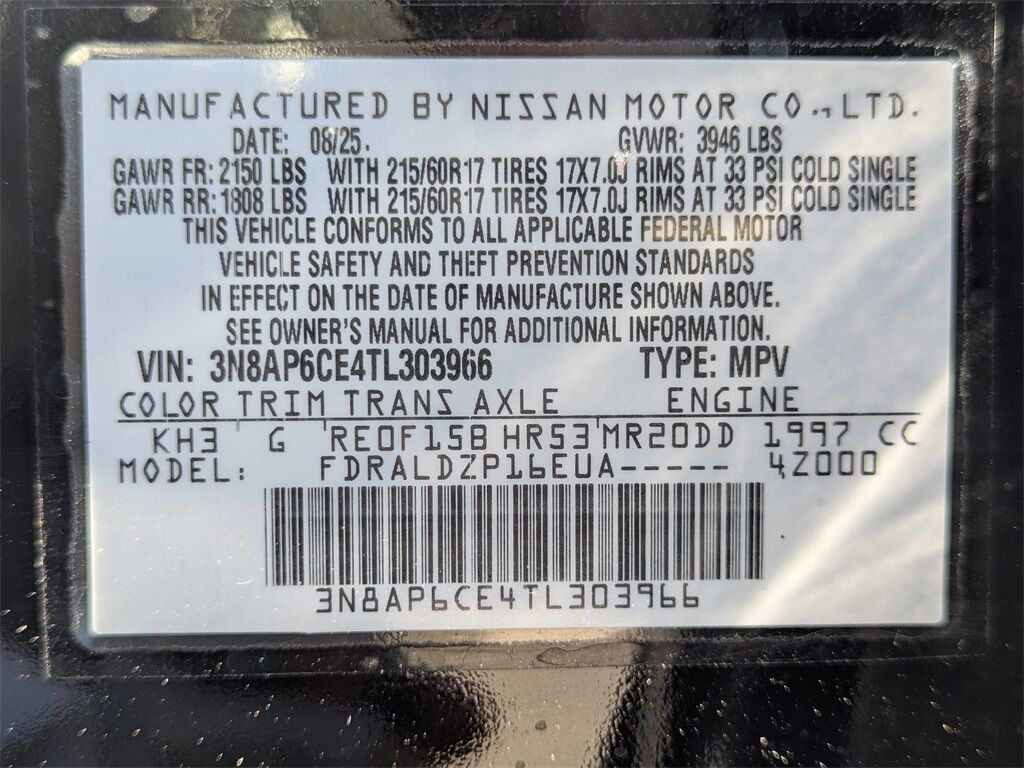 MANUFACTURED BY NISSAN MOTOR CO., LTD.
DATE: 08/25. GVWR: 3946 LBS
GAWR FR: 2150 LBS WITH 215/60R17 TIRES 17X7.0J RIMS AT 33 PSI COLD SINGLE
GAWR RR: 1808 LBS WITH 215/60R17 TIRES 17X7.0J RIMS AT 33 PSI COLD SINGLE
THIS VEHICLE CONFORMS TO ALL APPLICABLE FEDERAL MOTOR
VEHICLE SAFETY AND THEFT PREVENTION STANDARDS
IN EFFECT ON THE DATE OF MANUFACTURE SHOWN ABOVE.
SEE OWNER'S MANUAL FOR ADDITIONAL INFORMATION.
VIN: 3N8AP6CE4TL303966 TYPE: MPV
COLOR TRIM TRANS AXLE ENGINE
KH3 G RE0F15B HR53 MR20DD 1997 CC
MODEL: FDRALDZP16EUA----- 4Z000
3N8AP6CE4TL303966